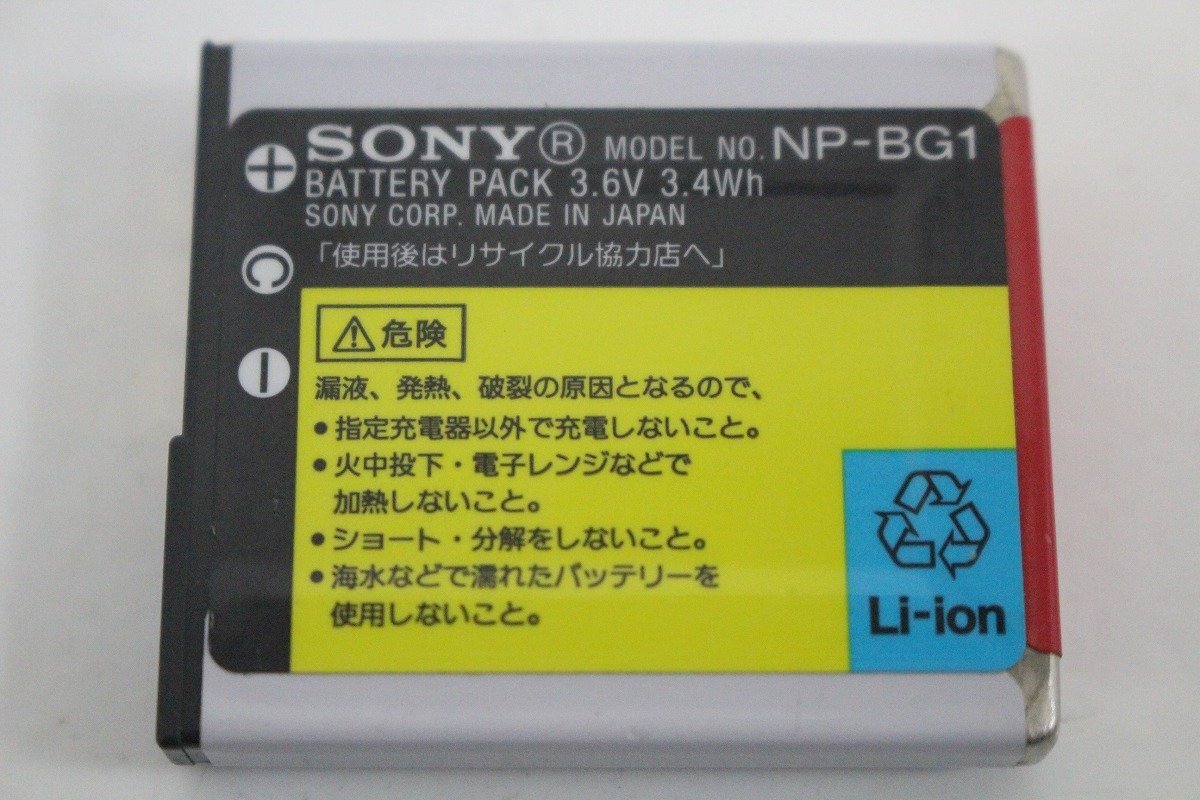 SONY® MODEL NO. NP-BG1
BATTERY PACK 3.6V 3.4Wh
SONY CORP. MADE IN JAPAN
「使用後はリサイクル協力店へ」
危険
漏液、発熱、破裂の原因となるので、
•指定充電器以外で充電しないこと。
•火中投下・電子レンジなどで
加熱しないこと。
•ショート・分解をしないこと。
•海水などで濡れたバッテリーを
使用しないこと。
Li-ion